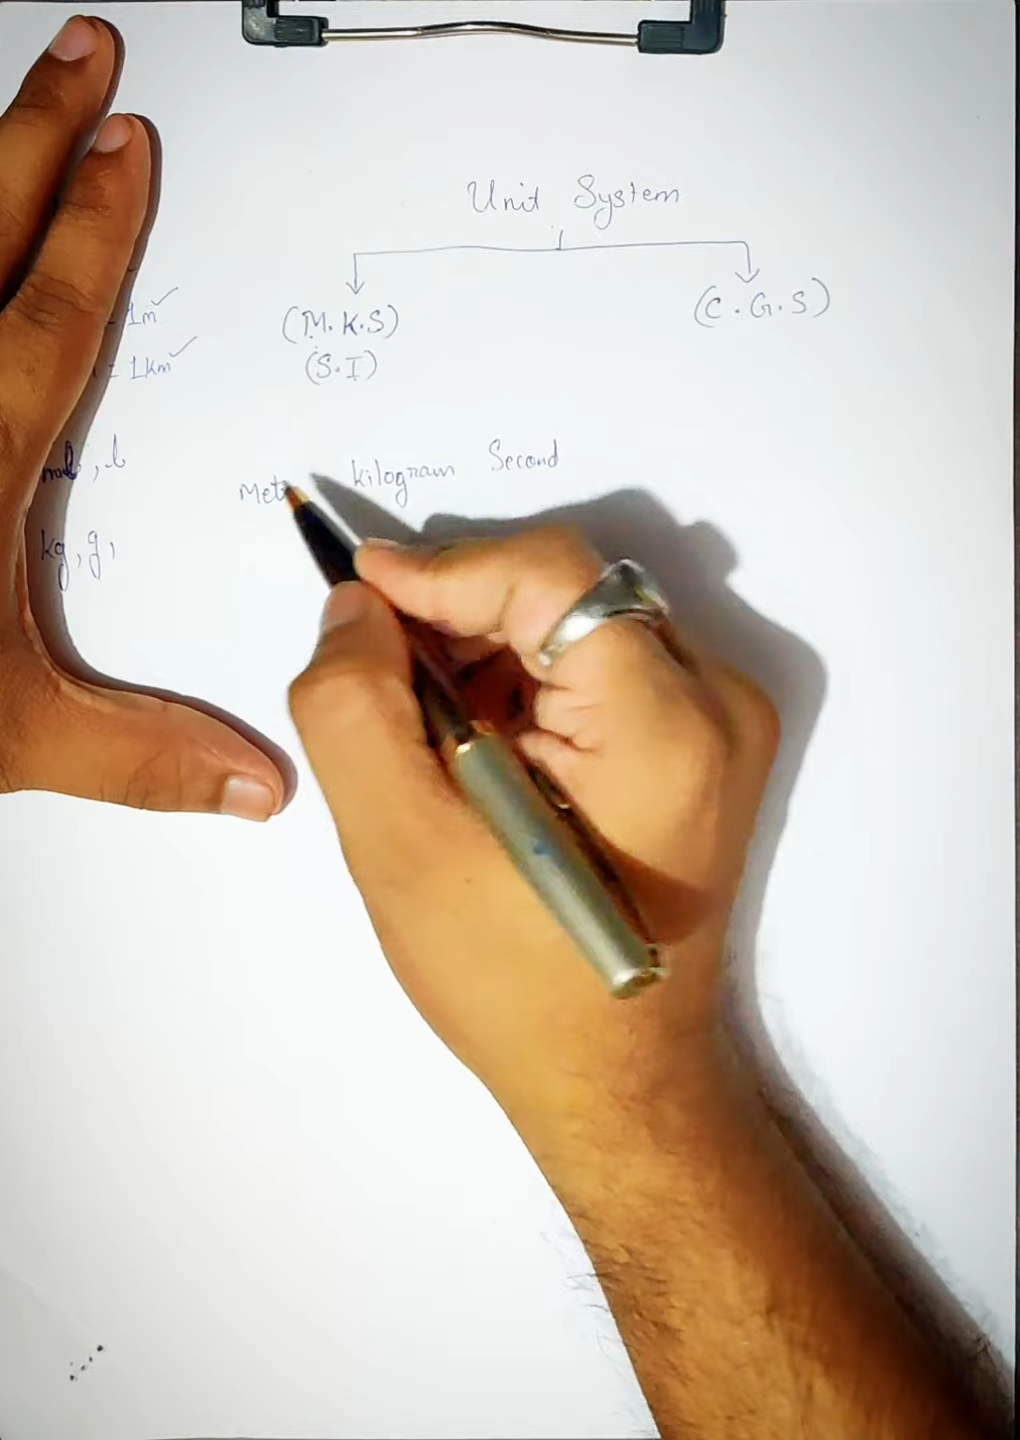 Unit System
(M.K.S) (C.G.S)
(S.I)
1m ✓
= 1km ✓
kilogram Second
, l
kg, g,